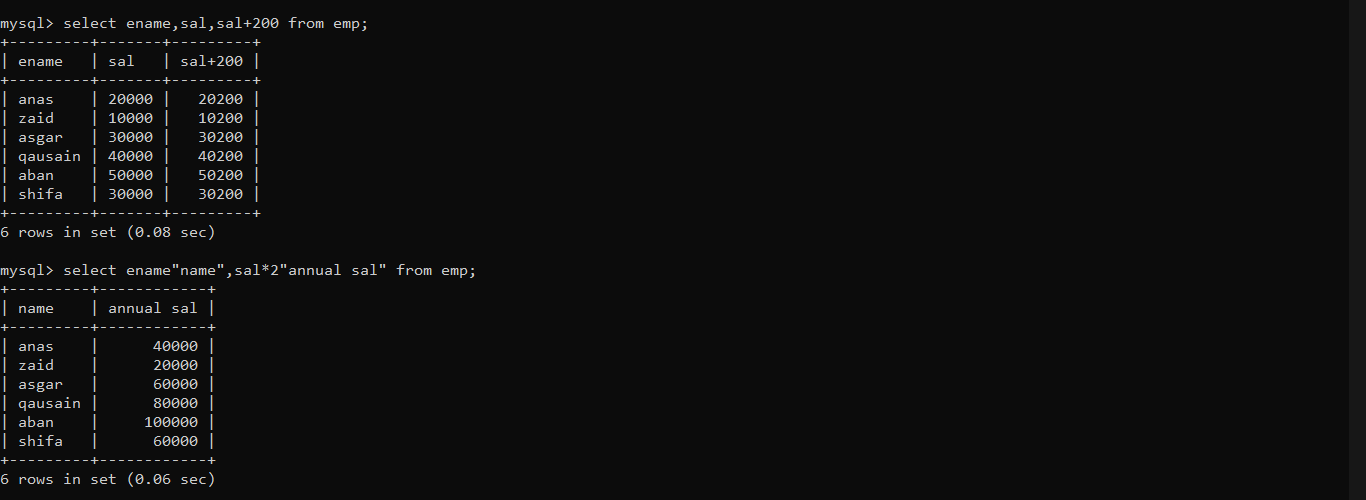 mysql> select ename,sal,sal+200 from emp;
+---------+-------+---------+
| ename   | sal   | sal+200 |
+---------+-------+---------+
| anas    | 20000 |   20200 |
| zaid    | 10000 |   10200 |
| asgar   | 30000 |   30200 |
| qausain | 40000 |   40200 |
| aban    | 50000 |   50200 |
| shifa   | 30000 |   30200 |
+---------+-------+---------+
6 rows in set (0.08 sec)
mysql> select ename"name",sal*2"annual sal" from emp;
+---------+------------+
| name    | annual sal |
+---------+------------+
| anas    |      40000 |
| zaid    |      20000 |
| asgar   |      60000 |
| qausain |      80000 |
| aban    |     100000 |
| shifa   |      60000 |
+---------+------------+
6 rows in set (0.06 sec)